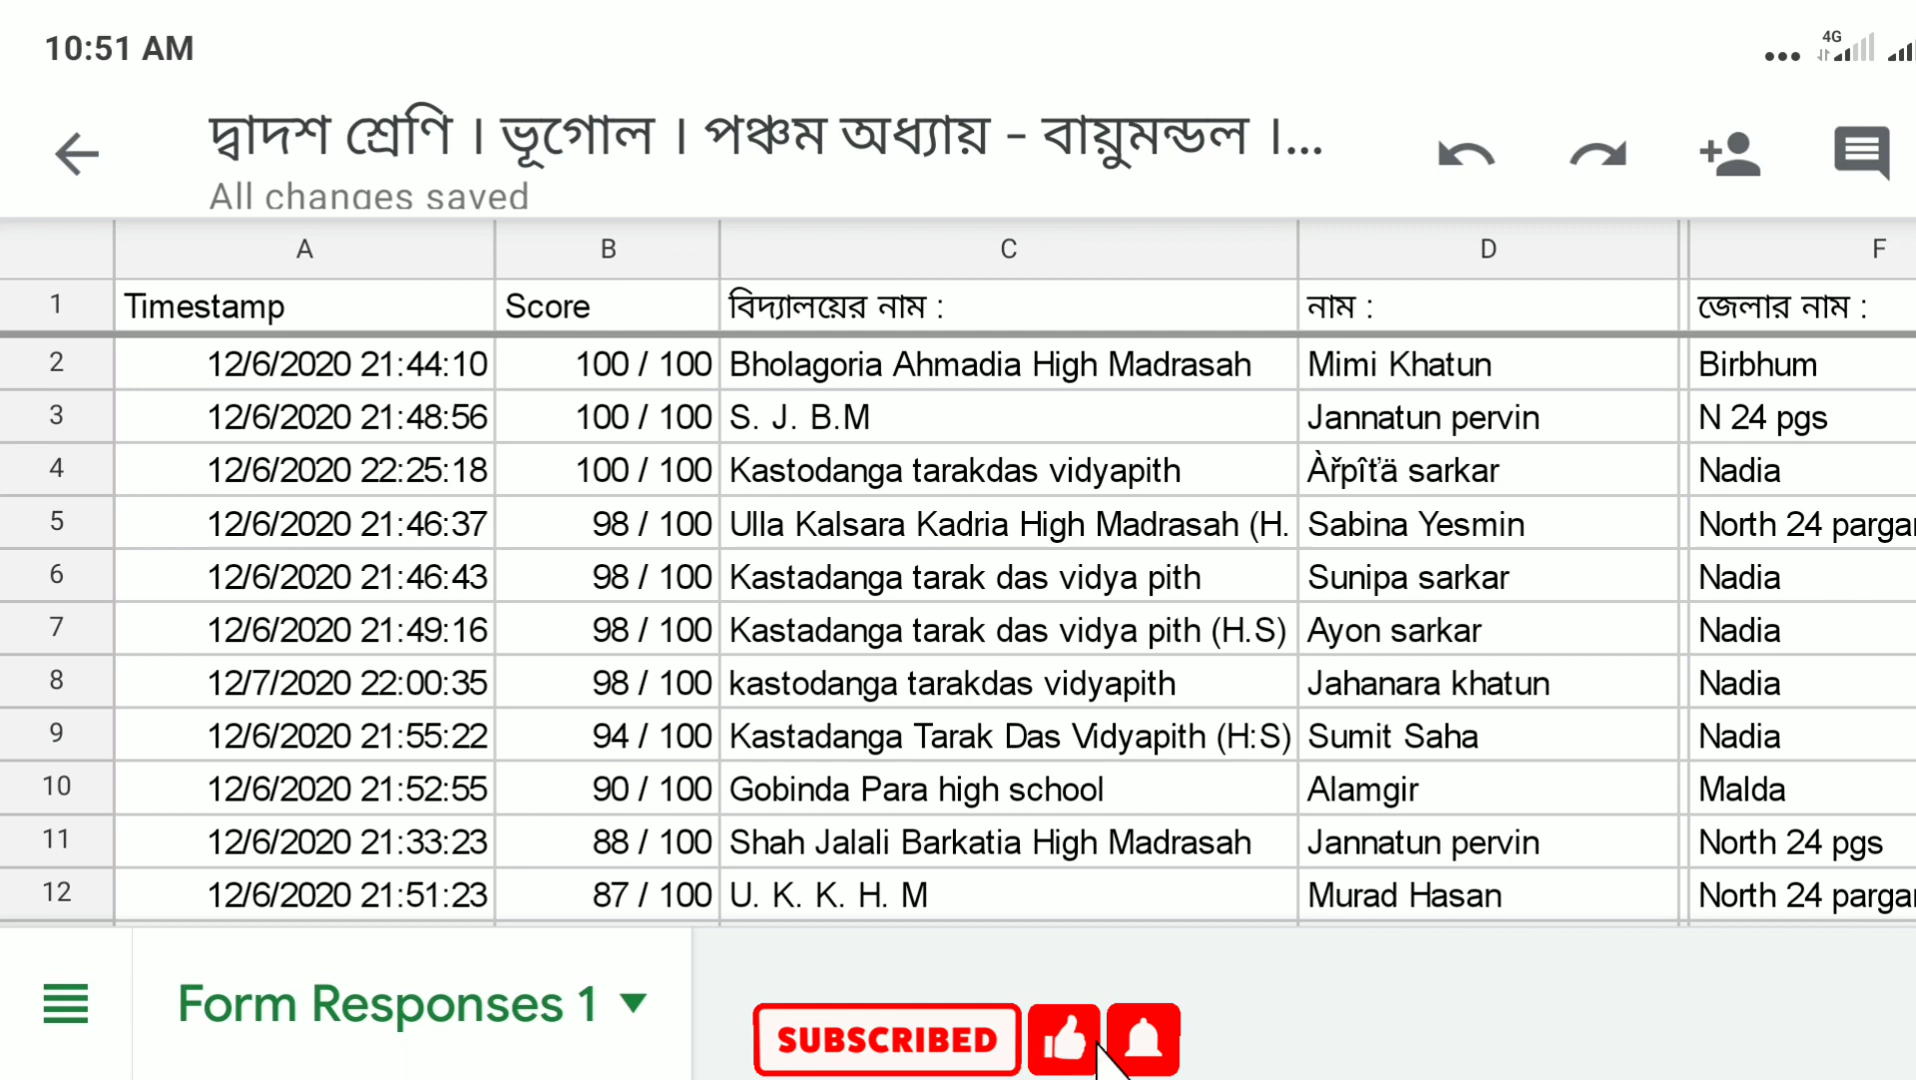 10:51 AM
4G
দ্বাদশ শ্রেণি । ভূগোল । পঞ্চম অধ্যায় - বায়ুমন্ডল ।...
All changes saved
A B C D F
1 Timestamp Score বিদ্যালয়ের নাম : নাম : জেলার নাম :
2 12/6/2020 21:44:10 100 / 100 Bholagoria Ahmadia High Madrasah Mimi Khatun Birbhum
3 12/6/2020 21:48:56 100 / 100 S. J. B.M Jannatun pervin N 24 pgs
4 12/6/2020 22:25:18 100 / 100 Kastodanga tarakdas vidyapith Àřpîťä sarkar Nadia
5 12/6/2020 21:46:37 98 / 100 Ulla Kalsara Kadria High Madrasah (H. Sabina Yesmin North 24 pargar
6 12/6/2020 21:46:43 98 / 100 Kastadanga tarak das vidya pith Sunipa sarkar Nadia
7 12/6/2020 21:49:16 98 / 100 Kastadanga tarak das vidya pith (H.S) Ayon sarkar Nadia
8 12/7/2020 22:00:35 98 / 100 kastodanga tarakdas vidyapith Jahanara khatun Nadia
9 12/6/2020 21:55:22 94 / 100 Kastadanga Tarak Das Vidyapith (H:S) Sumit Saha Nadia
10 12/6/2020 21:52:55 90 / 100 Gobinda Para high school Alamgir Malda
11 12/6/2020 21:33:23 88 / 100 Shah Jalali Barkatia High Madrasah Jannatun pervin North 24 pgs
12 12/6/2020 21:51:23 87 / 100 U. K. K. H. M Murad Hasan North 24 pargar
Form Responses 1
SUBSCRIBED